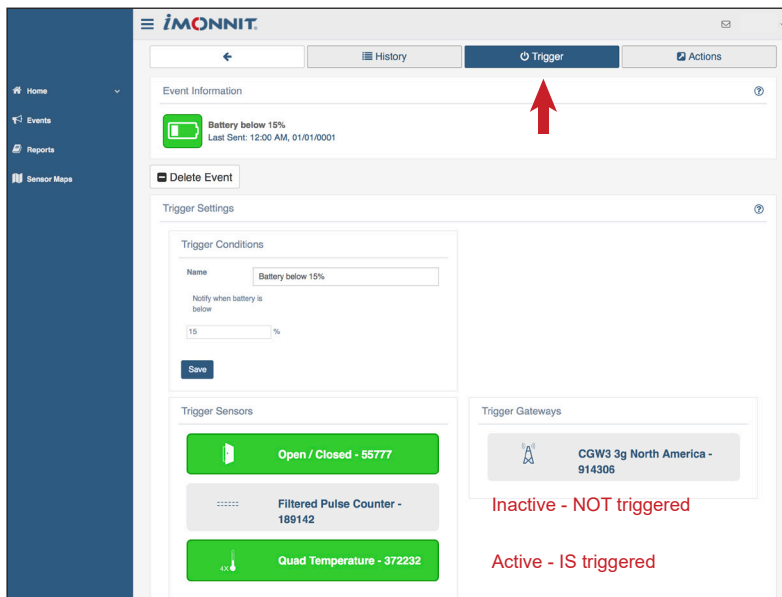 iMONNIT.
History
Trigger
Actions
Home
Events
Reports
Sensor Maps
Event Information
Battery below 15%
Last Sent: 12:00 AM, 01/01/0001
Delete Event
Trigger Settings
Trigger Conditions
Name
Battery below 15%
Notify when battery is
below
15 %
Save
Trigger Sensors
Open / Closed - 55777
Filtered Pulse Counter -
189142
4X
Quad Temperature - 372232
Trigger Gateways
CGW3 3g North America -
914306
Inactive - NOT triggered
Active - IS triggered